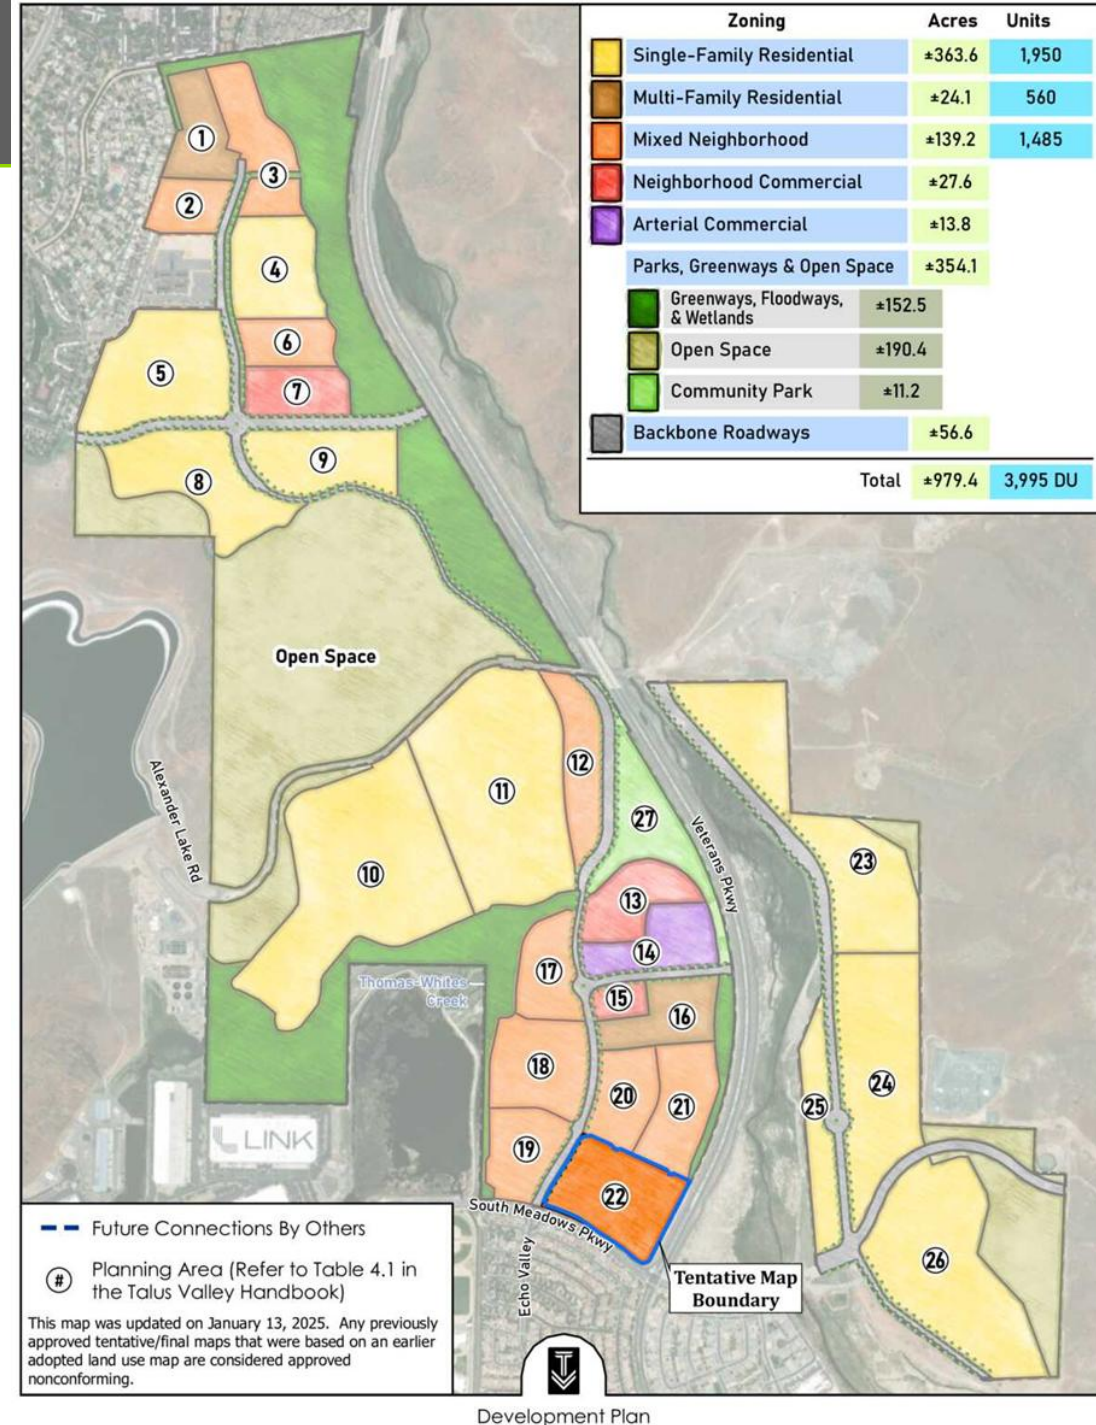 Zoning Acres Units
Single-Family Residential ±363.6 1,950
Multi-Family Residential ±24.1 560
Mixed Neighborhood ±139.2 1,485
Neighborhood Commercial ±27.6
Arterial Commercial ±13.8
Parks, Greenways & Open Space ±354.1
Greenways, Floodways,
& Wetlands ±152.5
Open Space ±190.4
Community Park ±11.2
Backbone Roadways ±56.6
Total ±979.4 3,995 DU
1
3
2
4
6
5
7
9
8
Open Space
12
11
27
Alexander Lake Rd
Veterans Pkwy
10
23
13
14
17
Thomas-Whites
Creek
15
16
18
20
21
24
25
LINK
19
22
South Meadows Pkwy
Echo Valley
26
Tentative Map
Boundary
Future Connections By Others
# Planning Area (Refer to Table 4.1 in
the Talus Valley Handbook)
This map was updated on January 13, 2025. Any previously
approved tentative/final maps that were based on an earlier
adopted land use map are considered approved
nonconforming.
Development Plan